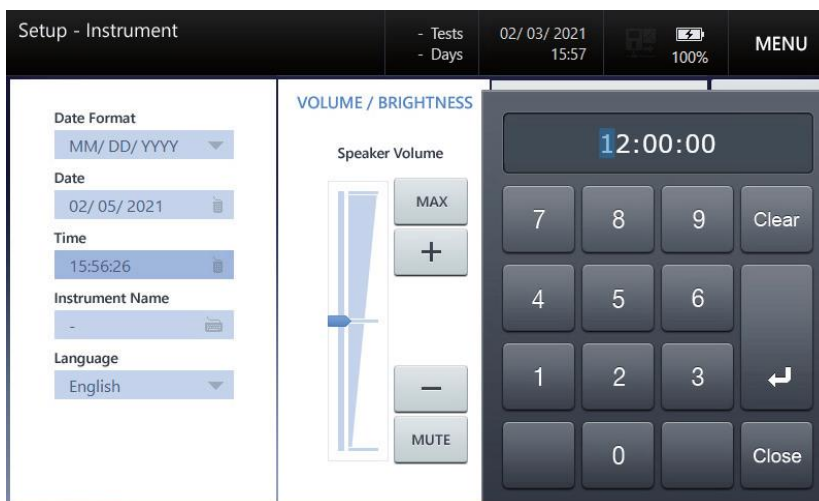 Setup - Instrument
- Tests
- Days
02/ 03/ 2021
15:57
100%
MENU
Date Format
MM/ DD/ YYYY
Date
02/ 05/ 2021
Time
15:56:26
Instrument Name
-
Language
English
VOLUME / BRIGHTNESS
Speaker Volume
MAX
+
−
MUTE
12:00:00
7 8 9 Clear
4 5 6
1 2 3
0 Close